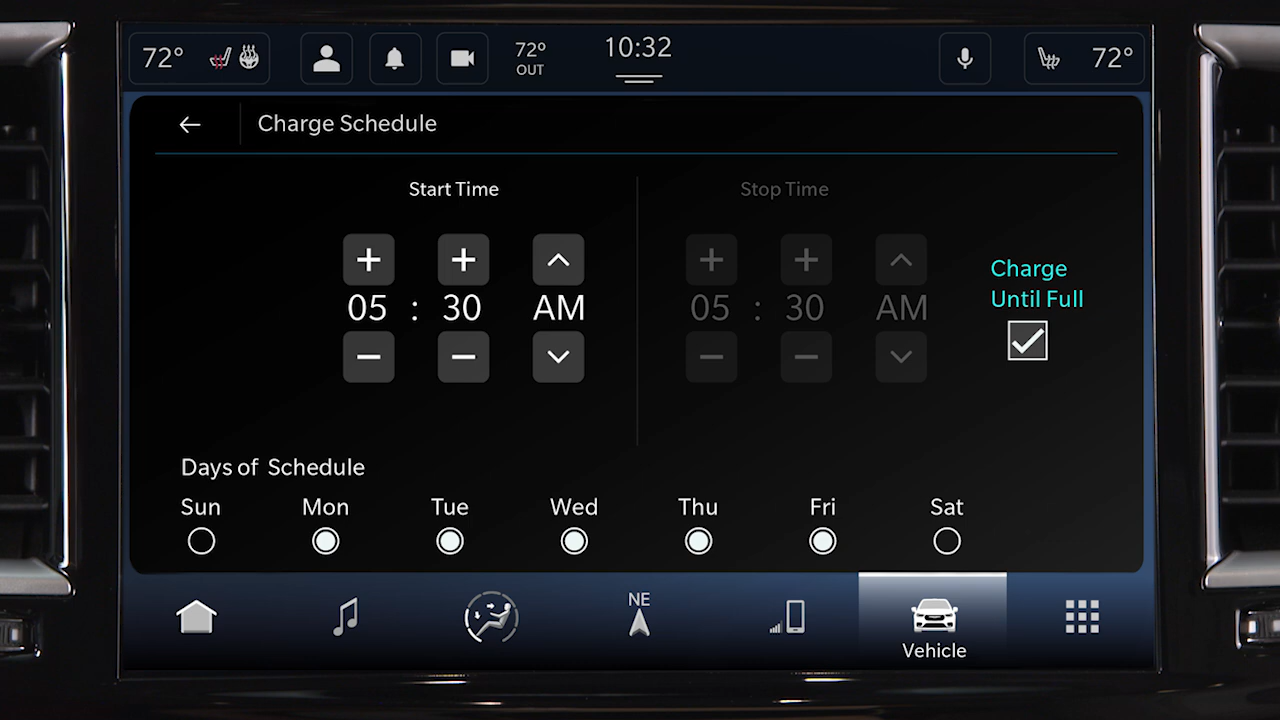 72°
72°
OUT
10:32
72°
Charge Schedule
Start Time
Stop Time
05 : 30 AM
05 : 30 AM
Charge
Until Full
Days of Schedule
Sun Mon Tue Wed Thu Fri Sat
NE
Vehicle